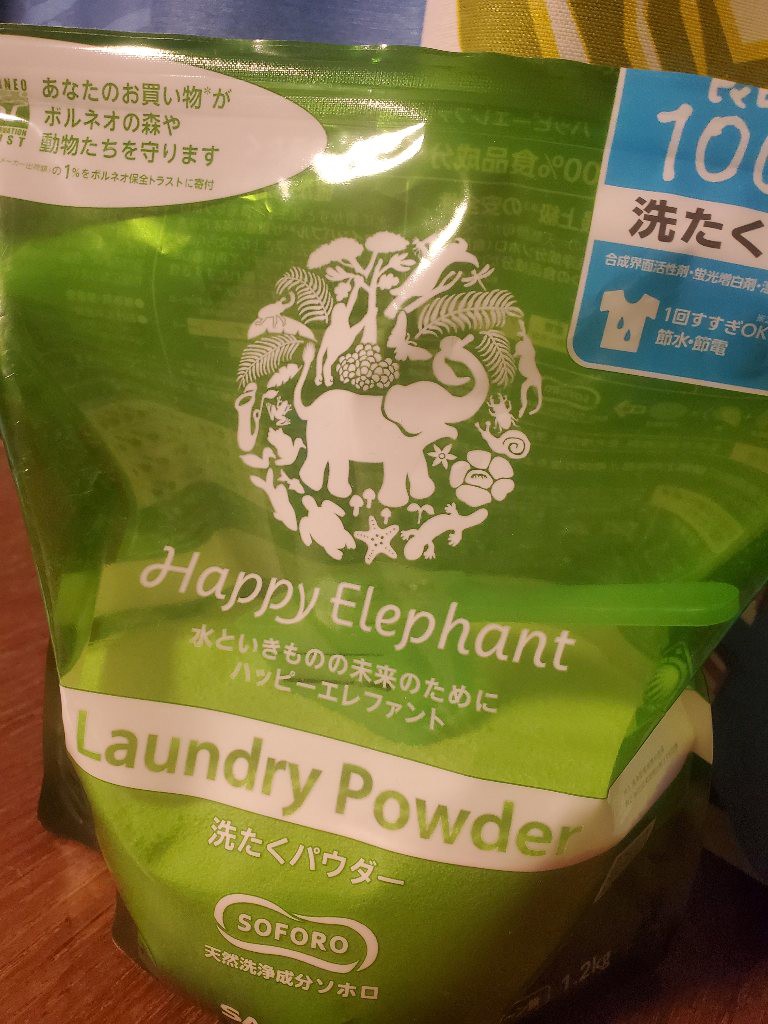 あなたのお買い物*が
ボルネオの森や
動物たちを守ります
の1%をボルネオ保全トラストに寄付
洗たく
合成界面活性剤・蛍光増白剤・
1回すすぎOK
節水・節電
Happy Elephant
水といきものの未来のために
ハッピーエレファント
Laundry Powder
洗たくパウダー
SOFORO
天然洗浄成分ソホロ
1.2kg